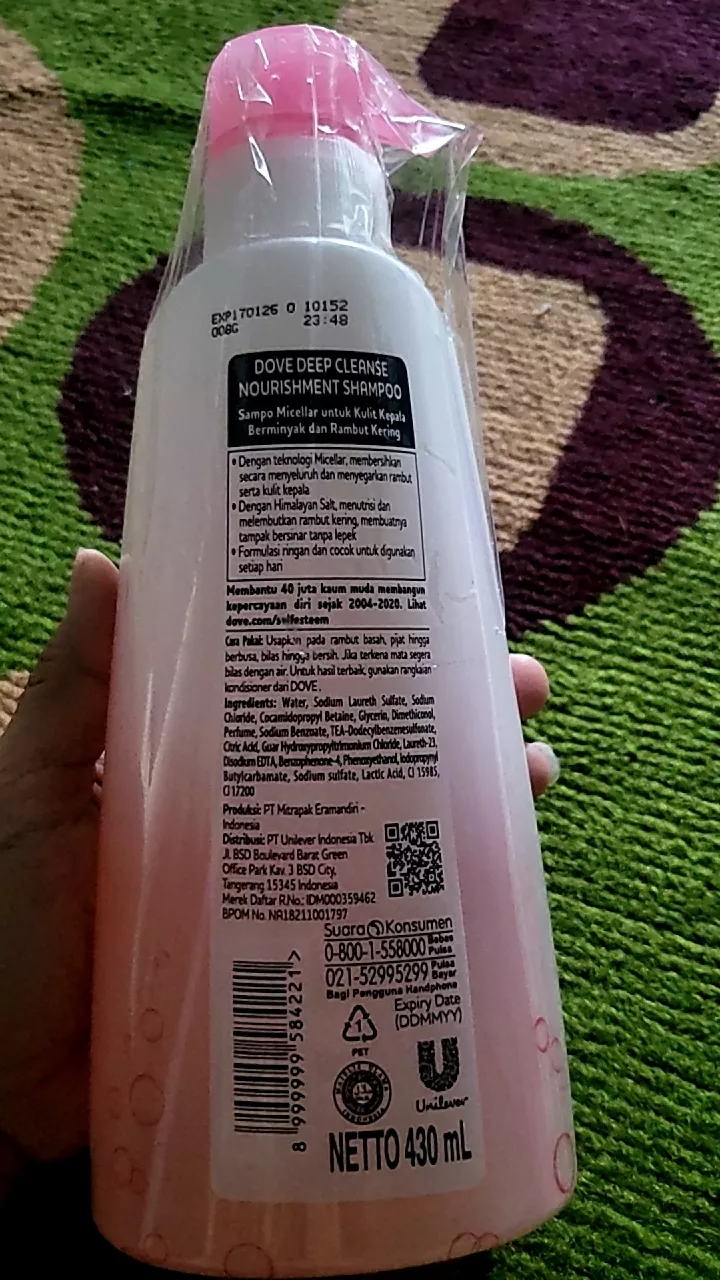 EXP170126 O 10152
008G 23:48
DOVE DEEP CLEANSE
NOURISHMENT SHAMPOO
Sampo Micellar untuk Kulit Kepala
Berminyak dan Rambut Kering
• Dengan teknologi Micellar, membersihkan
secara menyeluruh dan menyegarkan rambut
serta kulit kepala
• Dengan Himalayan Salt, menutrisi dan
melembutkan rambut kering, membuatnya
tampak bersinar tanpa lepek
• Formulasi ringan dan cocok untuk digunakan
setiap hari
Membantu 40 juta kaum muda membangun
kepercayaan diri sejak 2004-2020. Lihat
dove.com/selfesteem
Cara Pakai: Usapkan pada rambut basah, pijat hingga
berbusa, bilas hingga bersih. Jika terkena mata segera
bilas dengan air. Untuk hasil terbaik, gunakan rangkaian
kondisioner dari DOVE.
Ingredients: Water, Sodium Laureth Sulfate, Sodium
Chloride, Cocamidopropyl Betaine, Glycerin, Dimethiconol,
Perfume, Sodium Benzoate, TEA-Dodecylbenzenesulfonate,
Citric Acid, Guar Hydroxypropyltrimonium Chloride, Laureth-23,
Disodium EDTA, Benzophenone-4, Phenoxyethanol, Iodopropynyl
Butylcarbamate, Sodium sulfate, Lactic Acid, CI 15985,
CI 17200
Produksi: PT Mitrapak Eramandiri -
Indonesia
Distribusi: PT Unilever Indonesia Tbk
Jl. BSD Boulevard Barat Green
Office Park Kav. 3 BSD City,
Tangerang 15345 Indonesia
Merek Daftar R.No.: IDM000359462
BPOM No. NA18211001797
Suara Konsumen
0-800-1-558000 Bebas Pulsa
021-52995299 Pulsa Bayar
Bagi Pengguna Handphone
Expiry Date
(DDMMYY)
1
PET
Unilever
8 999999 584221 >
NETTO 430 mL